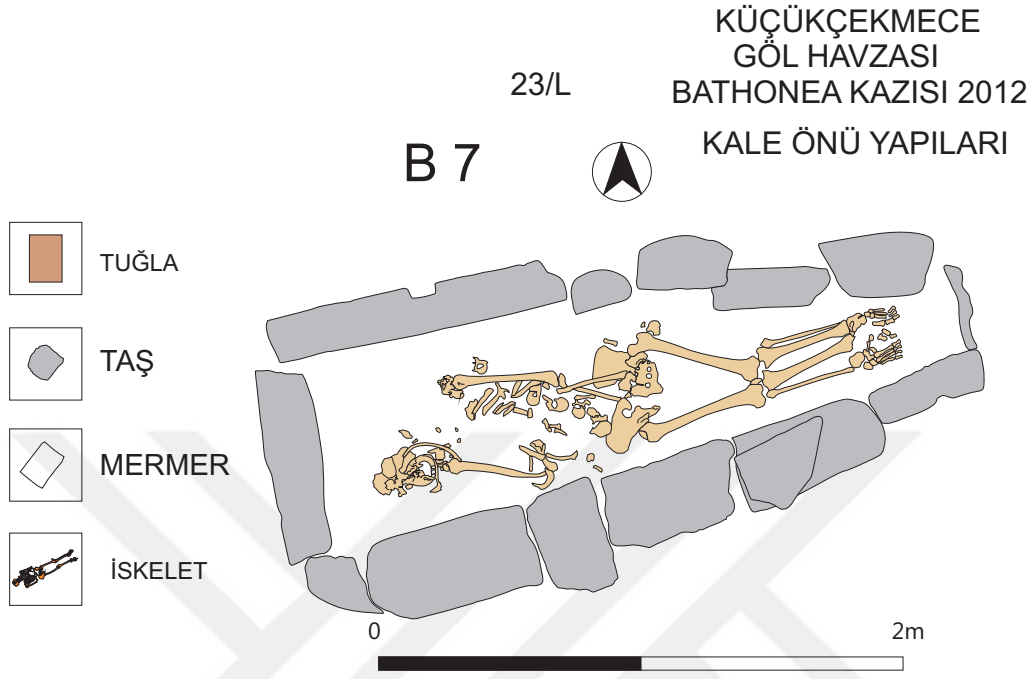 KÜÇÜKÇEKMECE
GÖL HAVZASI
BATHONEA KAZISI 2012
KALE ÖNÜ YAPILARI
23/L
B 7
TUĞLA
TAŞ
MERMER
İSKELET
0
2m